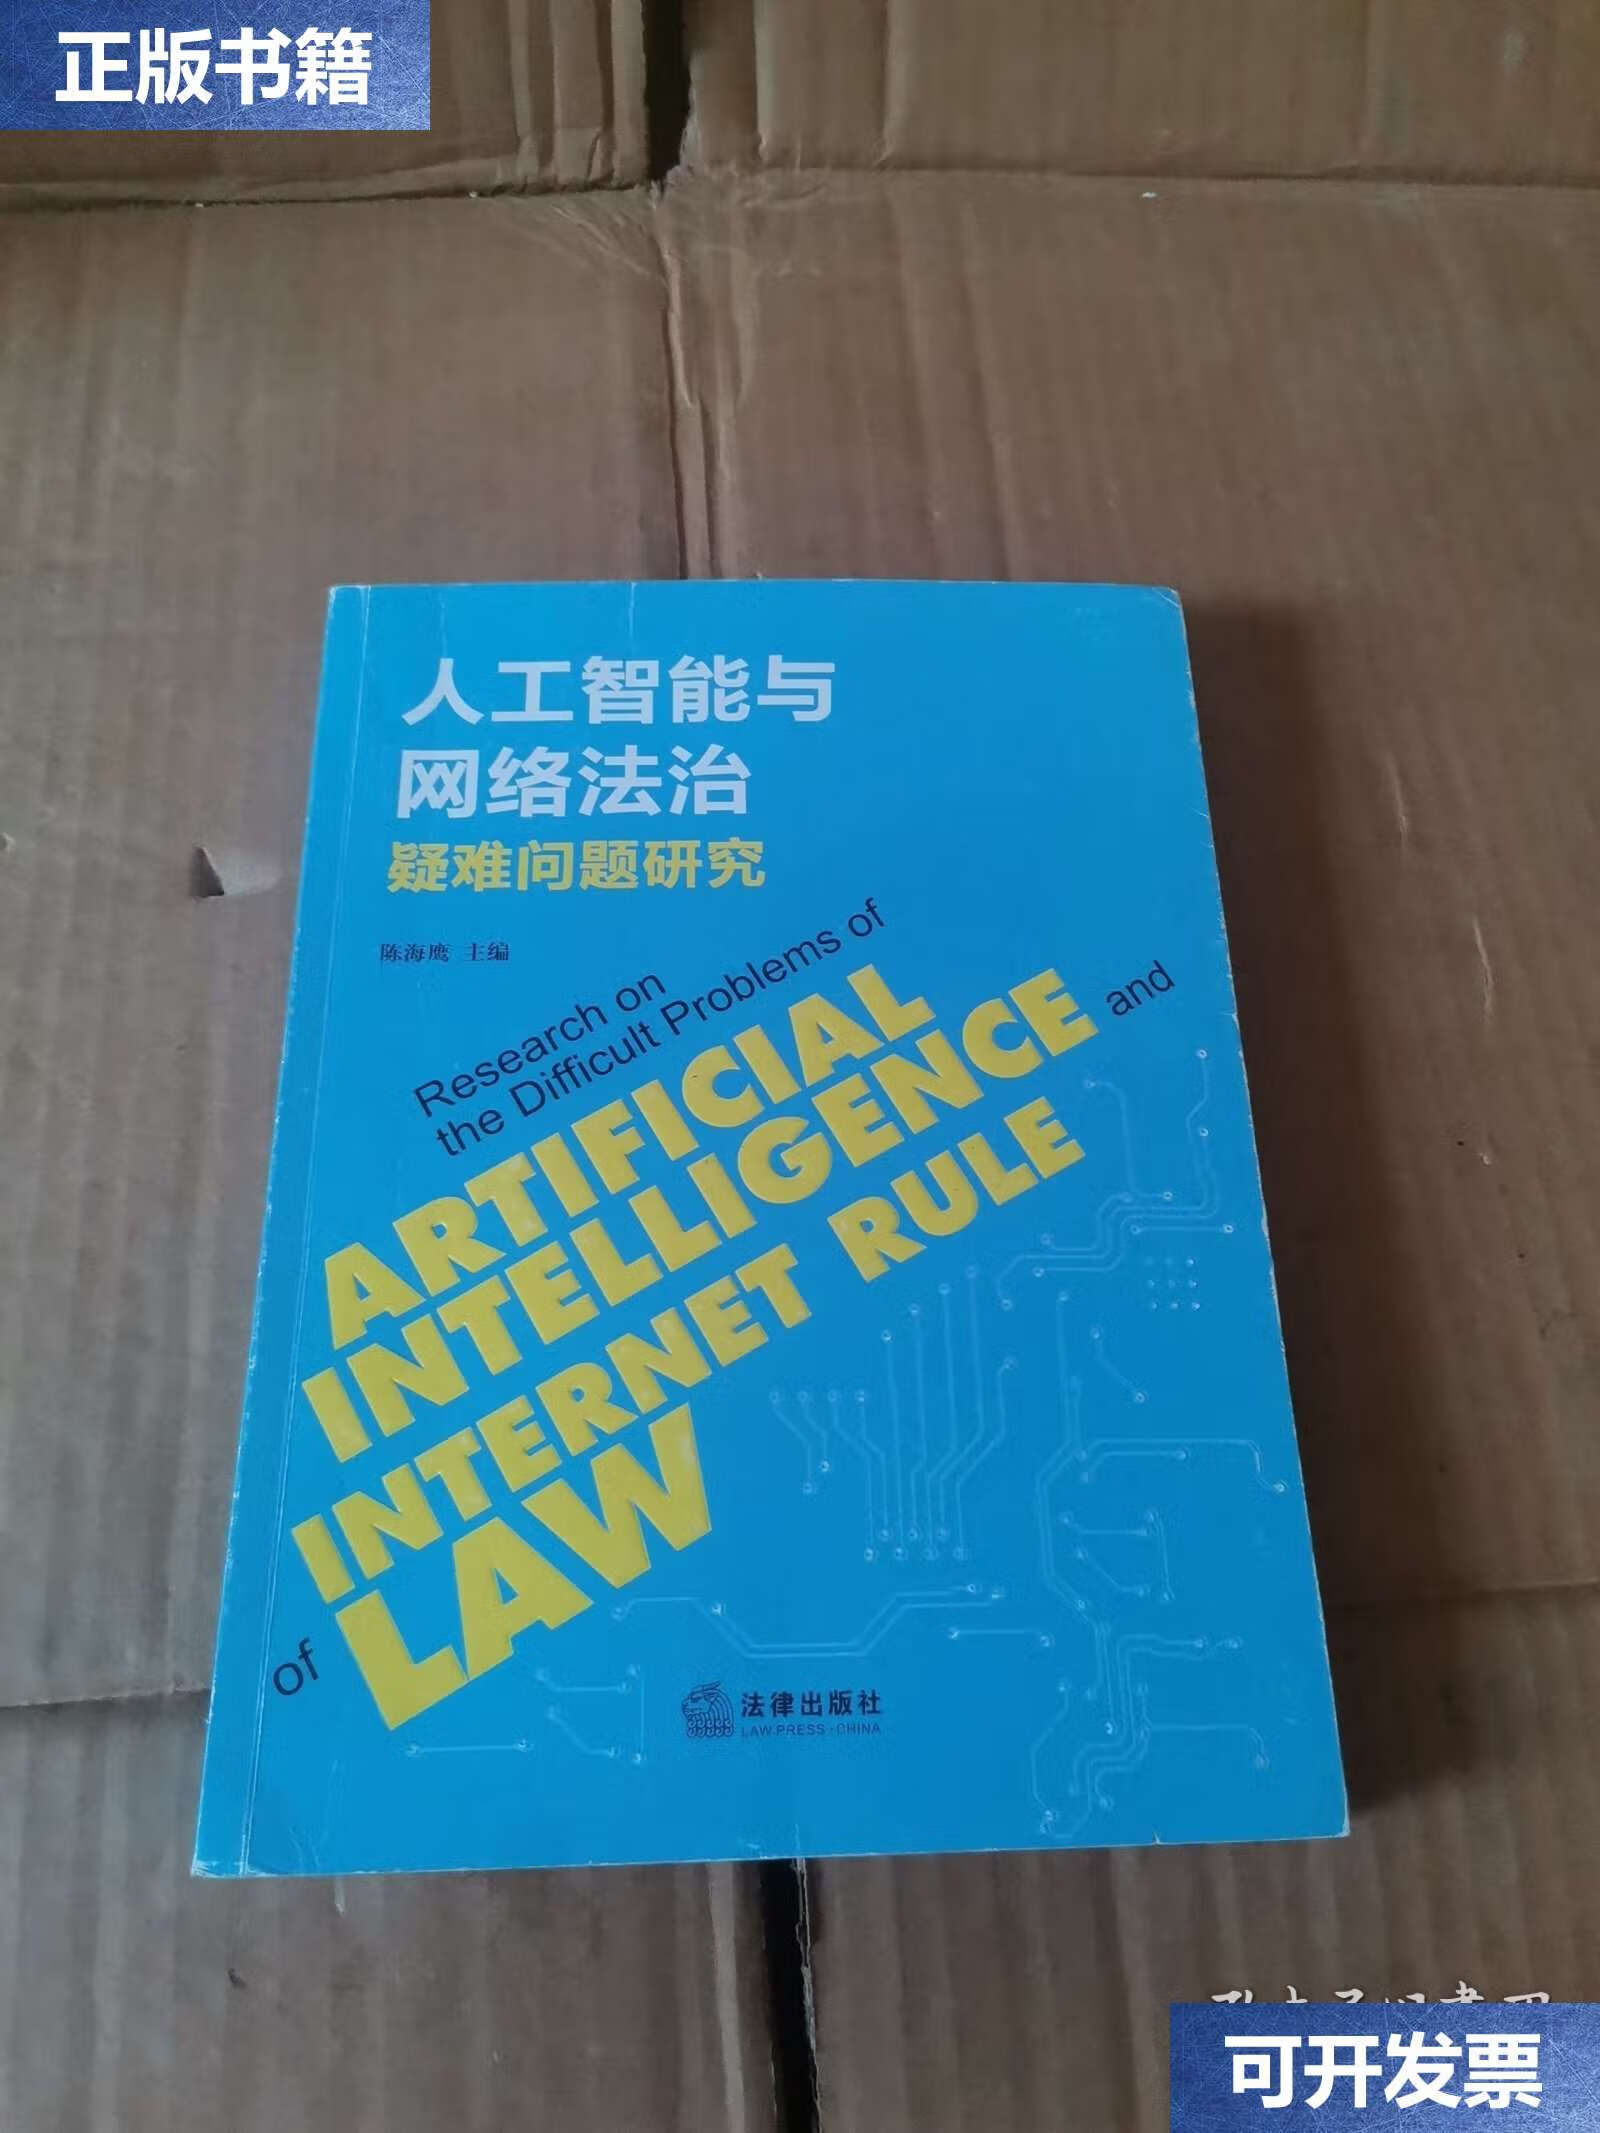 正版书籍
人工智能与
网络法治
疑难问题研究
陈海鹰 主编
Research on
the Difficult Problems of
ARTIFICIAL
INTELLIGENCE and
INTERNET RULE
of LAW
法律出版社
LAW PRESS·CHINA
可开发票